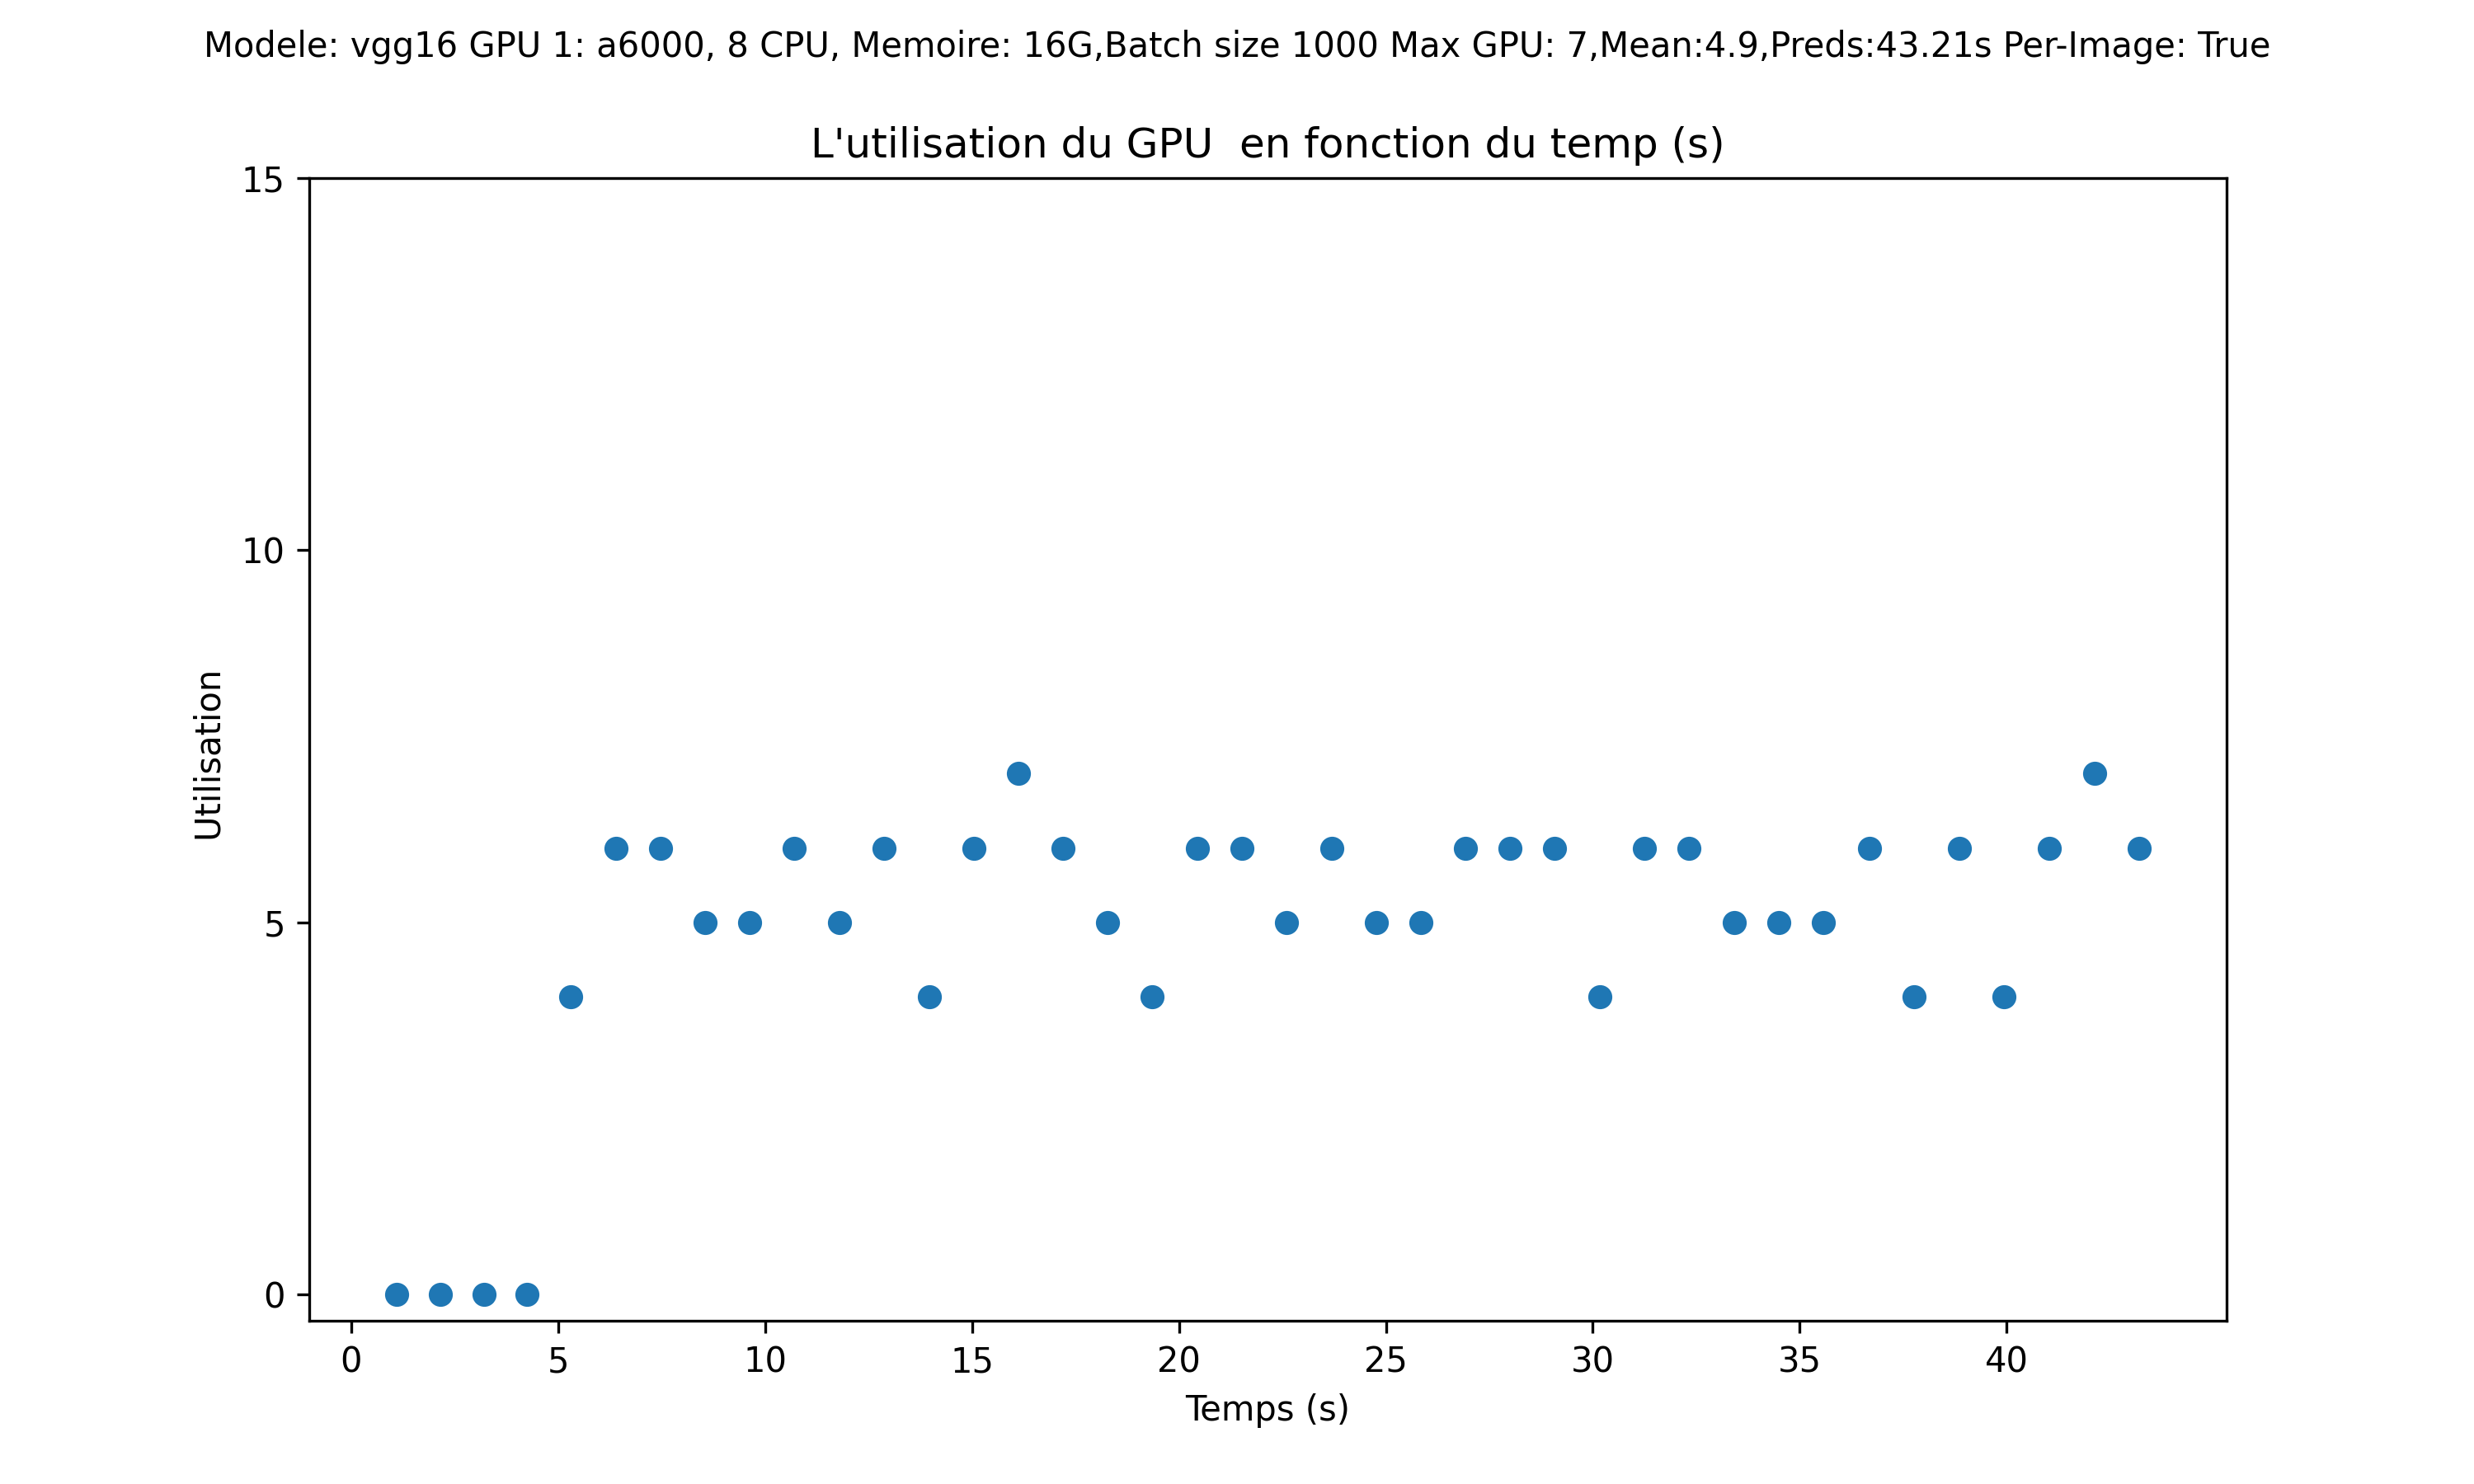 Modele: vgg16 GPU 1: a6000, 8 CPU, Memoire: 16G,Batch size 1000 Max GPU: 7,Mean:4.9,Preds:43.21s Per-Image: True
L'utilisation du GPU  en fonction du temp (s)
15
10
5
0
Utilisation
0 5 10 15 20 25 30 35 40
Temps (s)